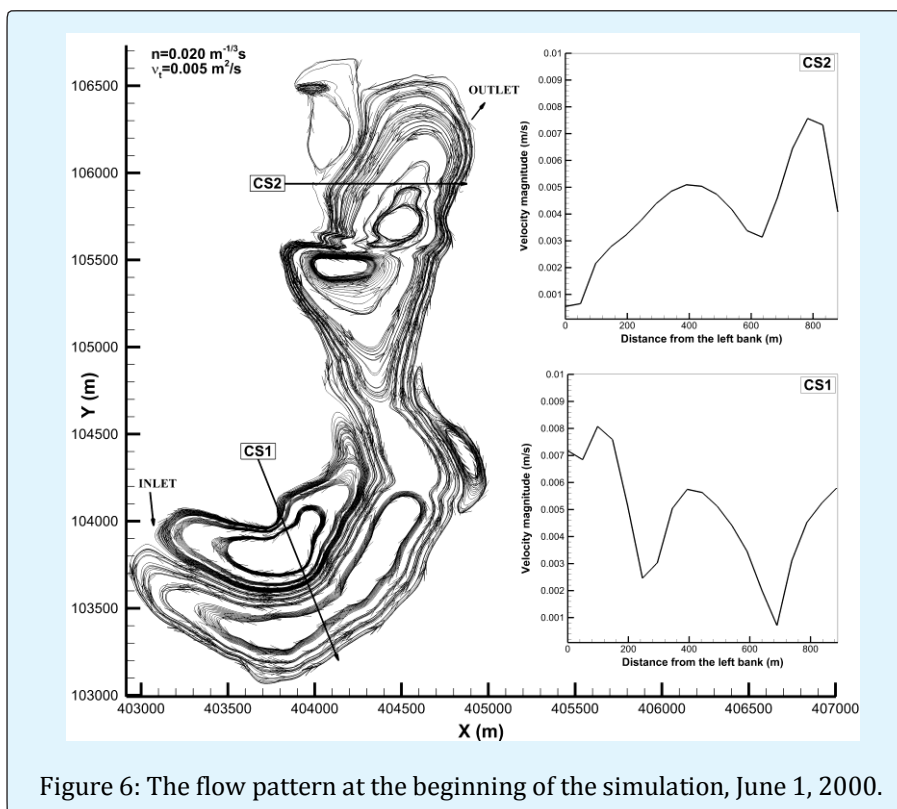 n=0.020 m-1/3s
νt=0.005 m2/s
OUTLET
CS2
CS1
INLET
Y (m)
106500
106000
105500
105000
104500
104000
103500
103000
403000 403500 404000 404500 405000 405500 406000 406500 407000
X (m)
CS2
Velocity magnitude (m/s)
0.01
0.009
0.008
0.007
0.006
0.005
0.004
0.003
0.002
0.001
0 200 400 600 800
Distance from the left bank (m)
CS1
Velocity magnitude (m/s)
0.01
0.009
0.008
0.007
0.006
0.005
0.004
0.003
0.002
0.001
0 200 400 600 800
Distance from the left bank (m)
Figure 6: The flow pattern at the beginning of the simulation, June 1, 2000.